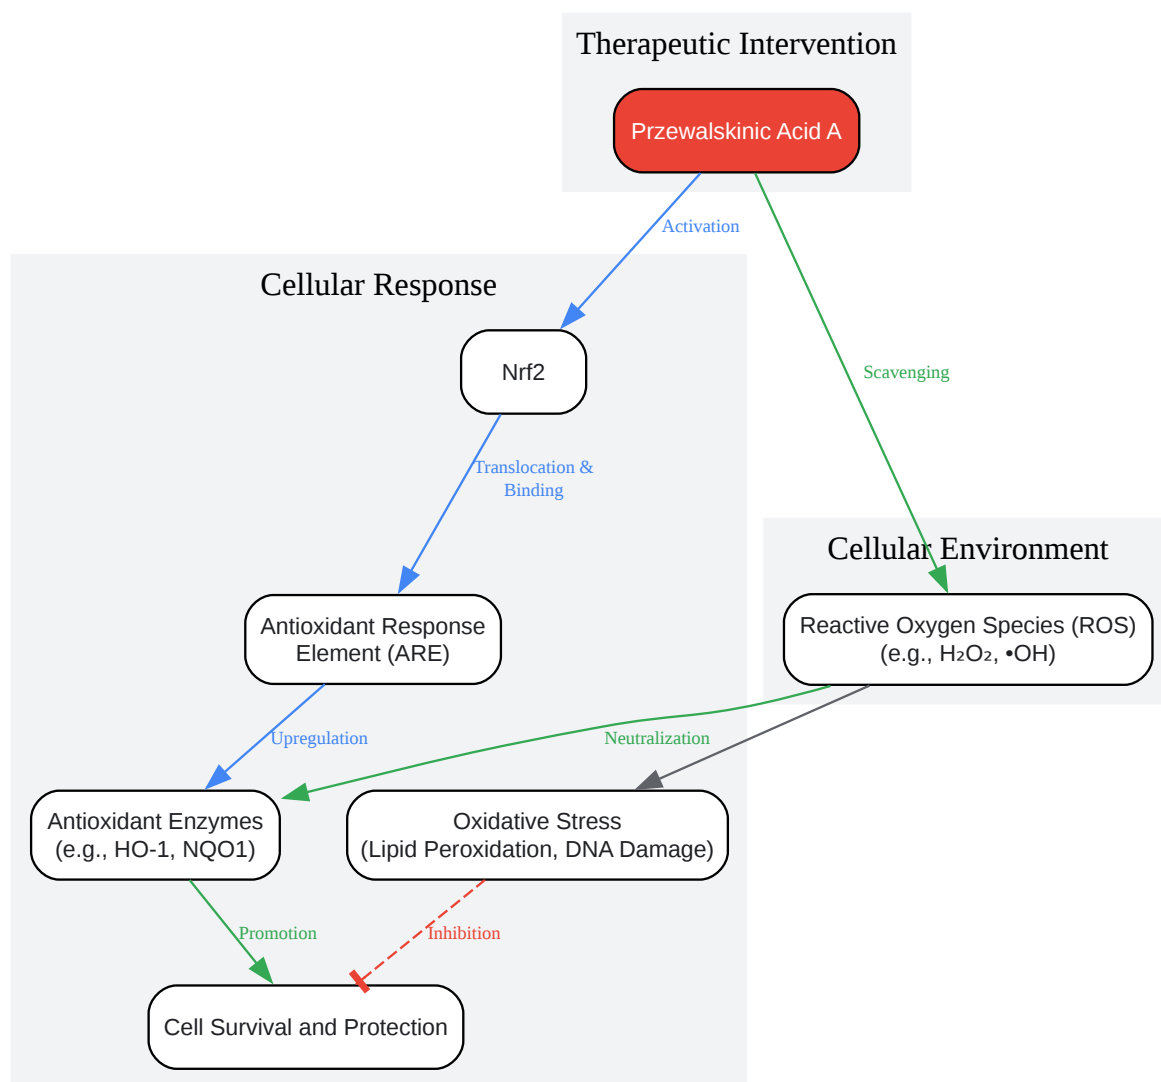 Therapeutic Intervention
Przewalskinic Acid A
Activation
Cellular Response
Nrf2
Scavenging
Translocation &
Binding
Cellular Environment
Antioxidant Response
Element (ARE)
Reactive Oxygen Species (ROS)
(e.g., H₂O₂, •OH)
Upregulation
Neutralization
Antioxidant Enzymes
(e.g., HO-1, NQO1)
Oxidative Stress
(Lipid Peroxidation, DNA Damage)
Promotion
Inhibition
Cell Survival and Protection